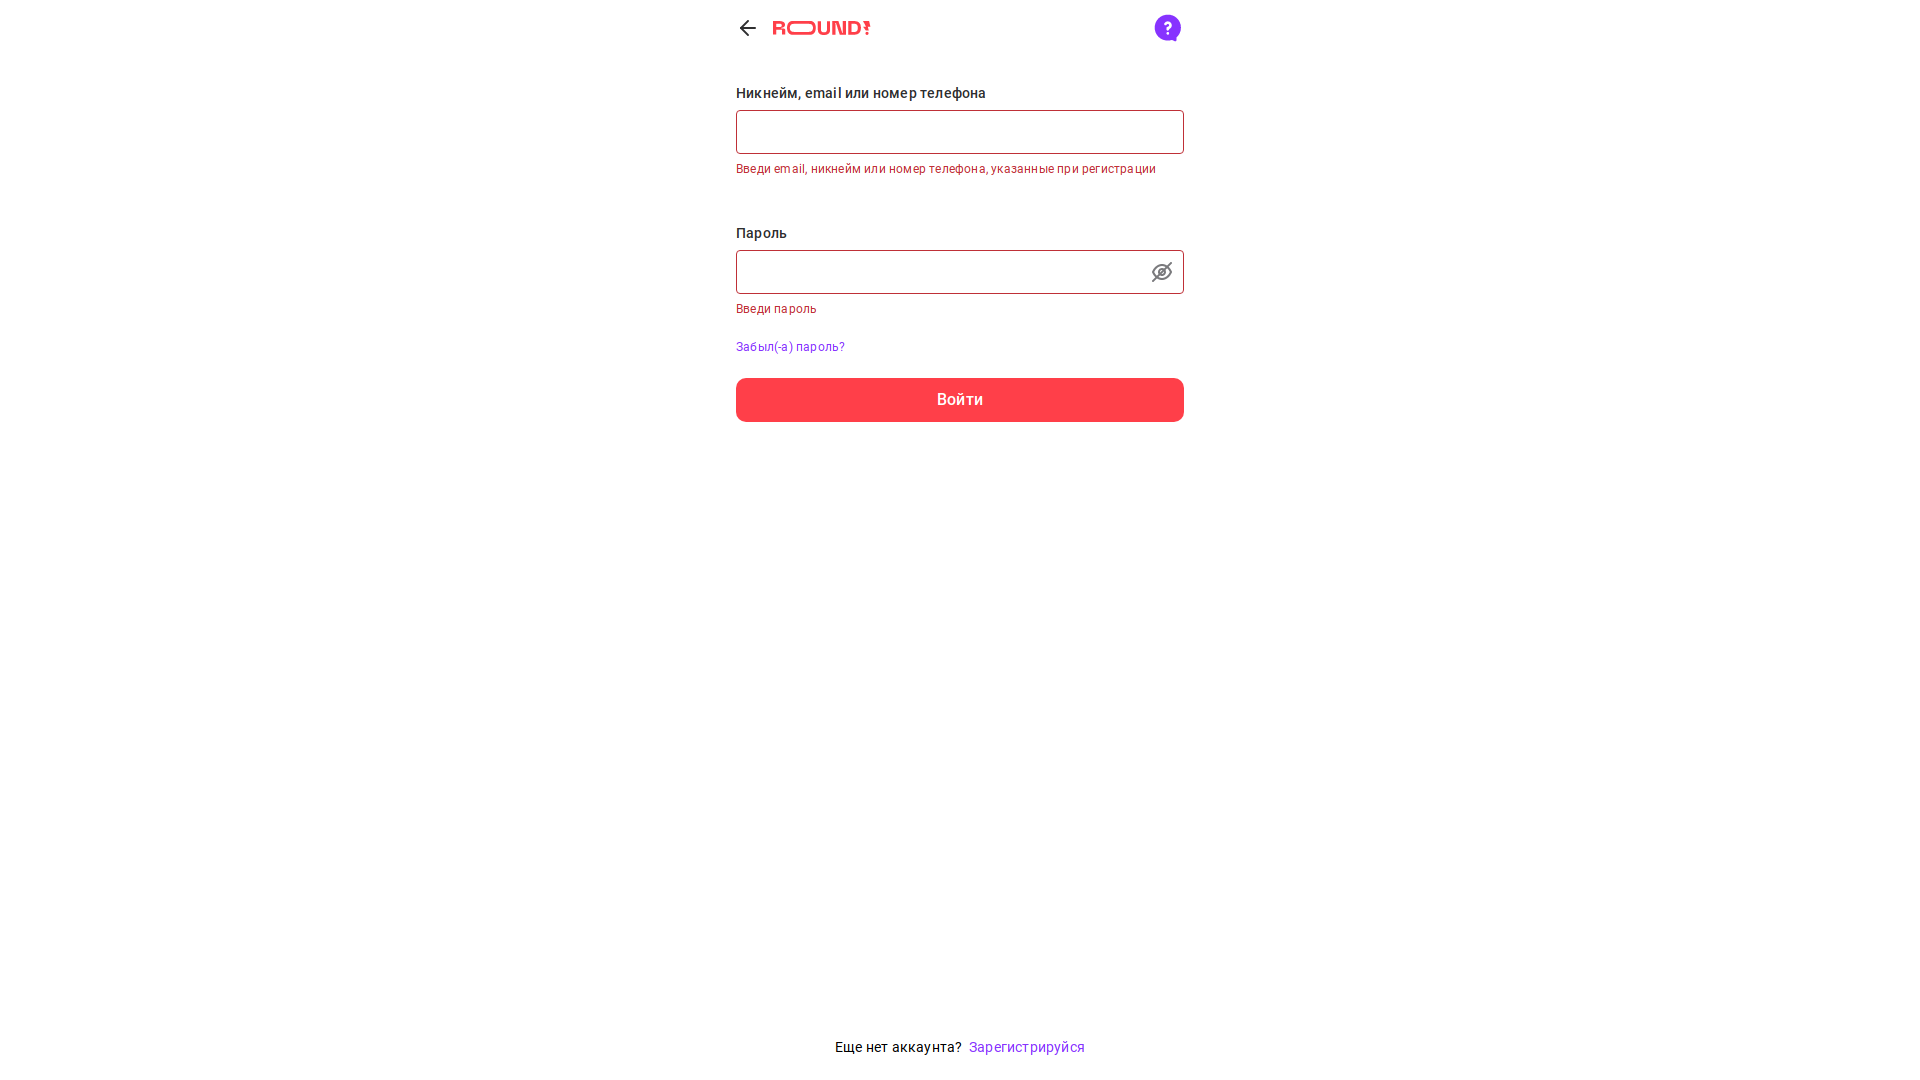 ROUND!
Никнейм, email или номер телефона
Введи email, никнейм или номер телефона, указанные при регистрации
Пароль
Введи пароль
Забыл(-а) пароль?
Войти
Еще нет аккаунта? Зарегистрируйся